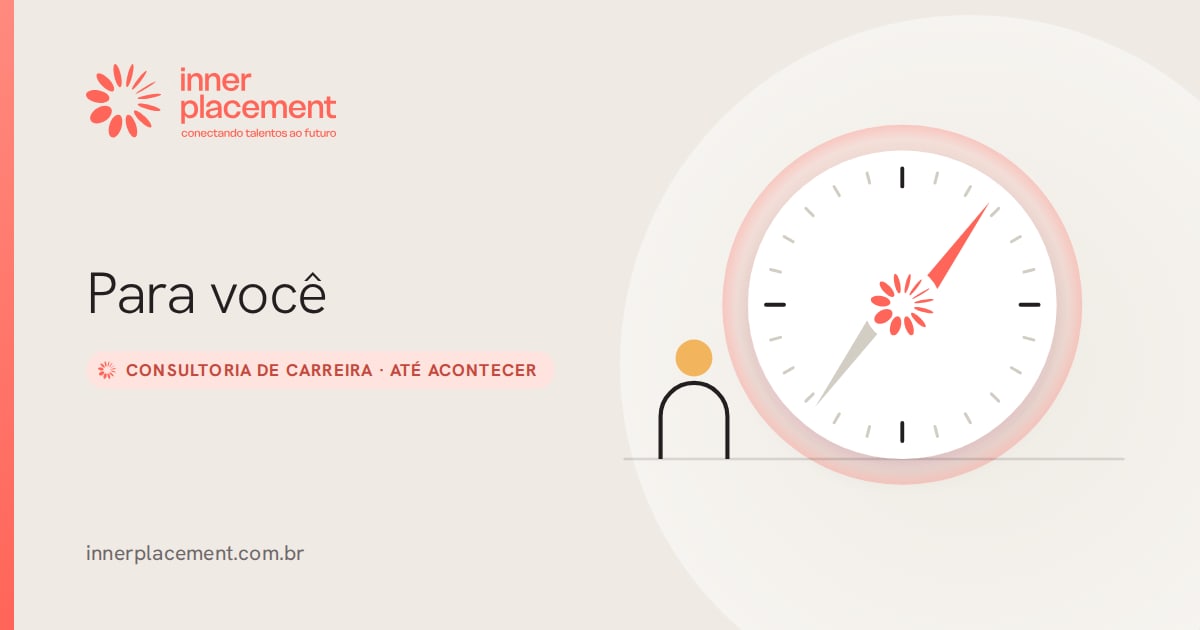 inner
placement
conectando talentos ao futuro
Para você
CONSULTORIA DE CARREIRA · ATÉ ACONTECER
innerplacement.com.br